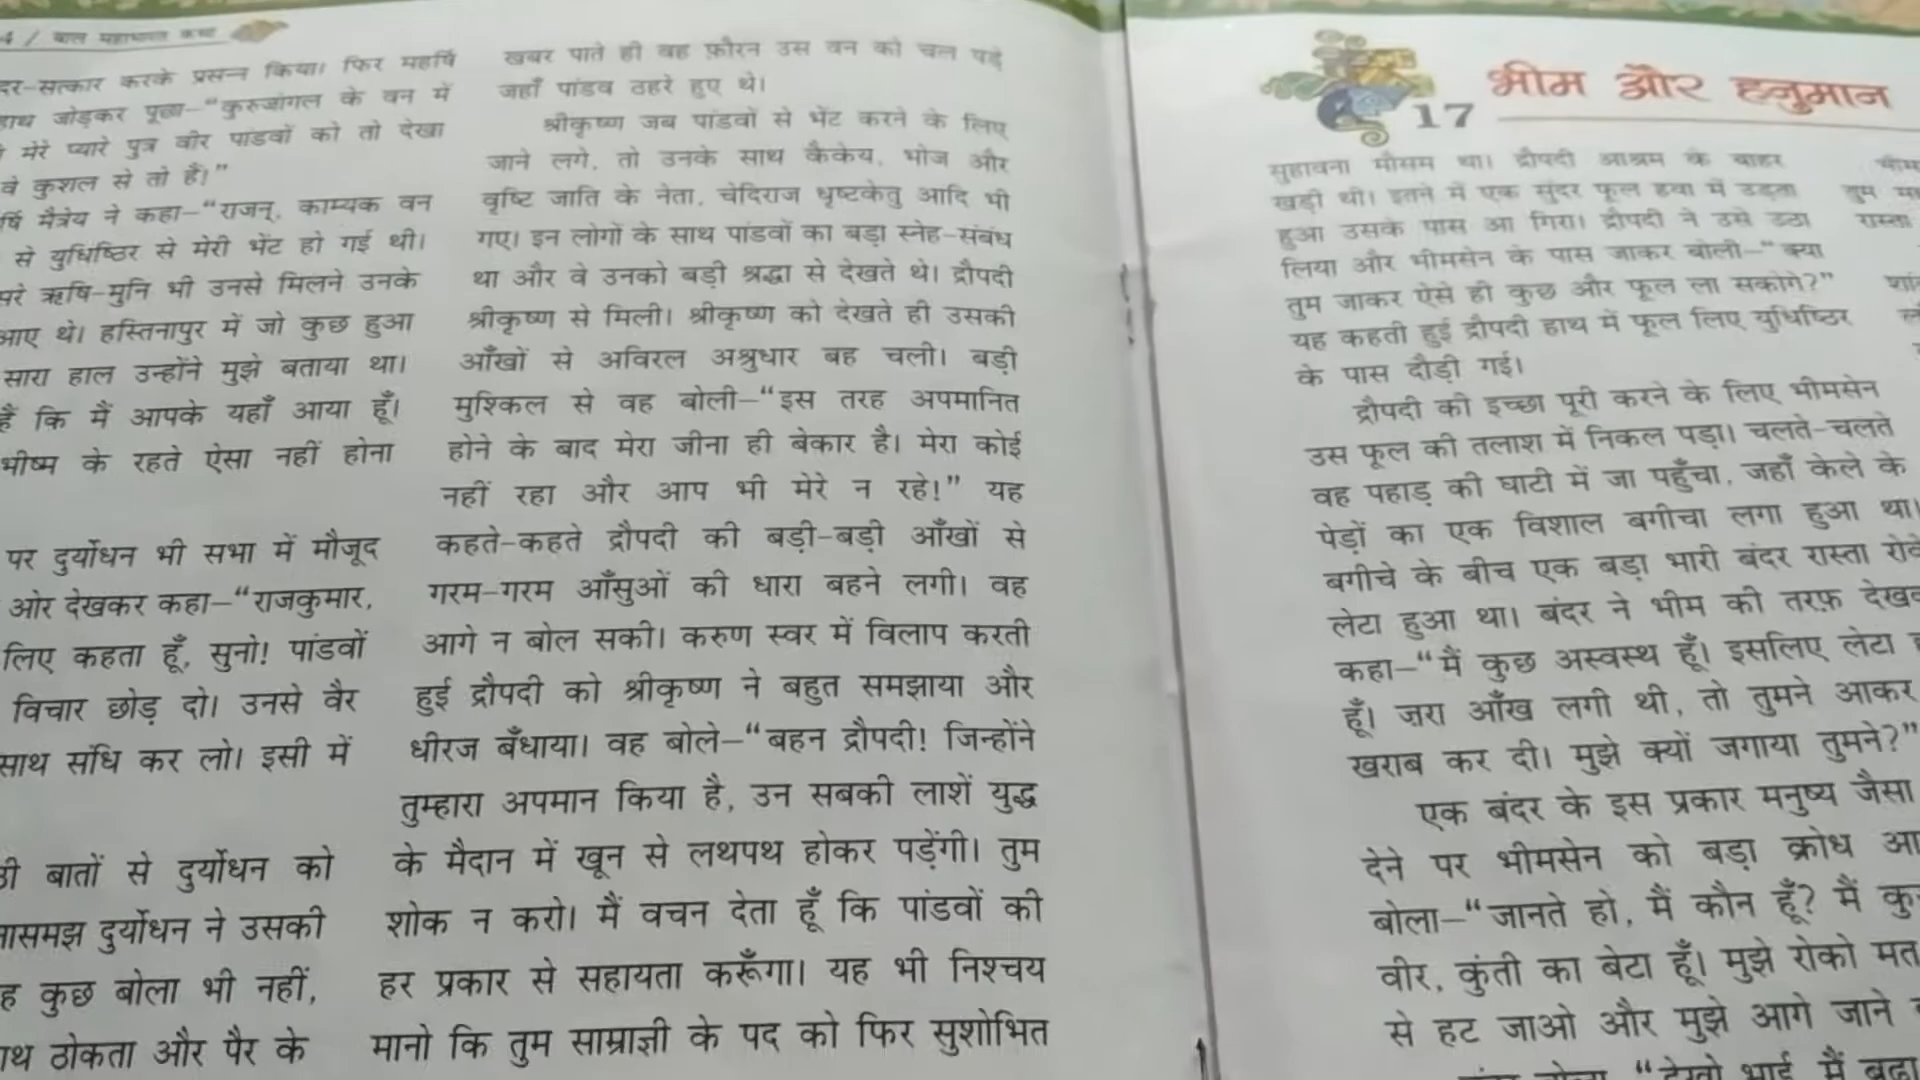 4 / बाल महाभारत कथा
दर-सत्कार करके प्रसन्न किया। फिर महर्षि
हाथ जोड़कर पूछा–“कुरुजांगल के वन में
मेरे प्यारे पुत्र वीर पांडवों को तो देखा
वे कुशल से तो हैं।”
र्षि मैत्रेय ने कहा–“राजन्, काम्यक वन
से युधिष्ठिर से मेरी भेंट हो गई थी।
सरे ऋषि-मुनि भी उनसे मिलने उनके
आए थे। हस्तिनापुर में जो कुछ हुआ
सारा हाल उन्होंने मुझे बताया था।
है कि मैं आपके यहाँ आया हूँ।
भीष्म के रहते ऐसा नहीं होना
पर दुर्योधन भी सभा में मौजूद
ओर देखकर कहा–“राजकुमार,
लिए कहता हूँ, सुनो! पांडवों
विचार छोड़ दो। उनसे वैर
साथ संधि कर लो। इसी में
बातों से दुर्योधन को
नासमझ दुर्योधन ने उसकी
ह कुछ बोला भी नहीं,
ठोकता और पैर के
खबर पाते ही वह फ़ौरन उस वन को चल पड़े
जहाँ पांडव ठहरे हुए थे।
श्रीकृष्ण जब पांडवों से भेंट करने के लिए
जाने लगे, तो उनके साथ कैकेय, भोज और
वृष्टि जाति के नेता, चेदिराज धृष्टकेतु आदि भी
गए। इन लोगों के साथ पांडवों का बड़ा स्नेह-संबंध
था और वे उनको बड़ी श्रद्धा से देखते थे। द्रौपदी
श्रीकृष्ण से मिली। श्रीकृष्ण को देखते ही उसकी
आँखों से अविरल अश्रुधार बह चली। बड़ी
मुश्किल से वह बोली–“इस तरह अपमानित
होने के बाद मेरा जीना ही बेकार है। मेरा कोई
नहीं रहा और आप भी मेरे न रहे!” यह
कहते-कहते द्रौपदी की बड़ी-बड़ी आँखों से
गरम-गरम आँसुओं की धारा बहने लगी। वह
आगे न बोल सकी। करुण स्वर में विलाप करती
हुई द्रौपदी को श्रीकृष्ण ने बहुत समझाया और
धीरज बँधाया। वह बोले–“बहन द्रौपदी! जिन्होंने
तुम्हारा अपमान किया है, उन सबकी लाशें युद्ध
के मैदान में खून से लथपथ होकर पड़ेंगी। तुम
शोक न करो। मैं वचन देता हूँ कि पांडवों की
हर प्रकार से सहायता करूँगा। यह भी निश्चय
मानो कि तुम साम्राज्ञी के पद को फिर सुशोभित
17 भीम और हनुमान
सुहावना मौसम था। द्रौपदी आश्रम के बाहर
खड़ी थी। इतने में एक सुंदर फूल हवा में उड़ता
हुआ उसके पास आ गिरा। द्रौपदी ने उसे उठा
लिया और भीमसेन के पास जाकर बोली–“क्या
तुम जाकर ऐसे ही कुछ और फूल ला सकोगे?”
यह कहती हुई द्रौपदी हाथ में फूल लिए युधिष्ठिर
के पास दौड़ी गई।
द्रौपदी की इच्छा पूरी करने के लिए भीमसेन
उस फूल की तलाश में निकल पड़ा। चलते-चलते
वह पहाड़ की घाटी में जा पहुँचा, जहाँ केले के
पेड़ों का एक विशाल बगीचा लगा हुआ था।
बगीचे के बीच एक बड़ा भारी बंदर रास्ता रोके
लेटा हुआ था। बंदर ने भीम की तरफ़ देखक
कहा–“मैं कुछ अस्वस्थ हूँ। इसलिए लेटा
हूँ। ज़रा आँख लगी थी, तो तुमने आकर
खराब कर दी। मुझे क्यों जगाया तुमने?”
एक बंदर के इस प्रकार मनुष्य जैसा
देने पर भीमसेन को बड़ा क्रोध आ
बोला–“जानते हो, मैं कौन हूँ? मैं कु
वीर, कुंती का बेटा हूँ। मुझे रोको मत
से हट जाओ और मुझे आगे जाने
“देखो भाई, मैं बूढ़ा
तुम
रास्ता